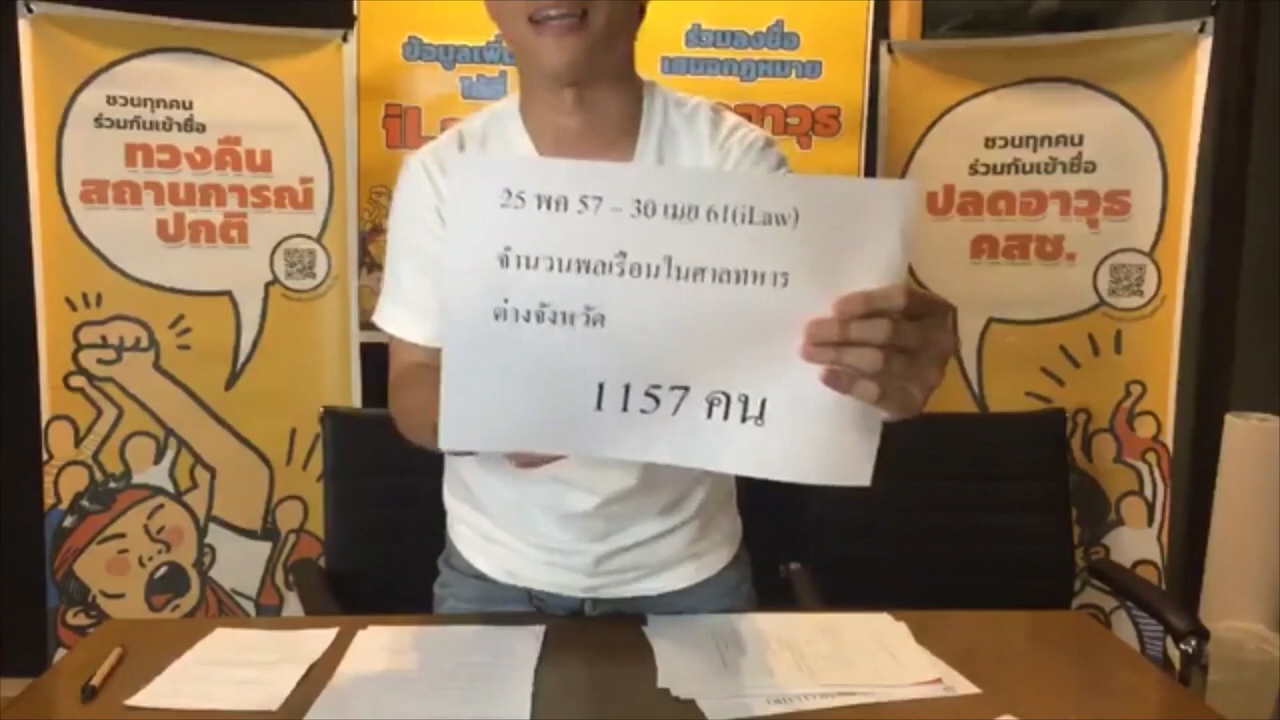 ชวนทุกคน
ร่วมกันเข้าชื่อ
ทวงคืน
สถานการณ์
ปกติ
ร่วมลงชื่อ
เสนอกฎหมาย
25 พค 57 – 30 เมย 61(iLaw)
จำนวนพลเรือนในศาลทหาร
ต่างจังหวัด
1157 คน
ชวนทุกคน
ร่วมกันเข้าชื่อ
ปลดอาวุธ
คสช.